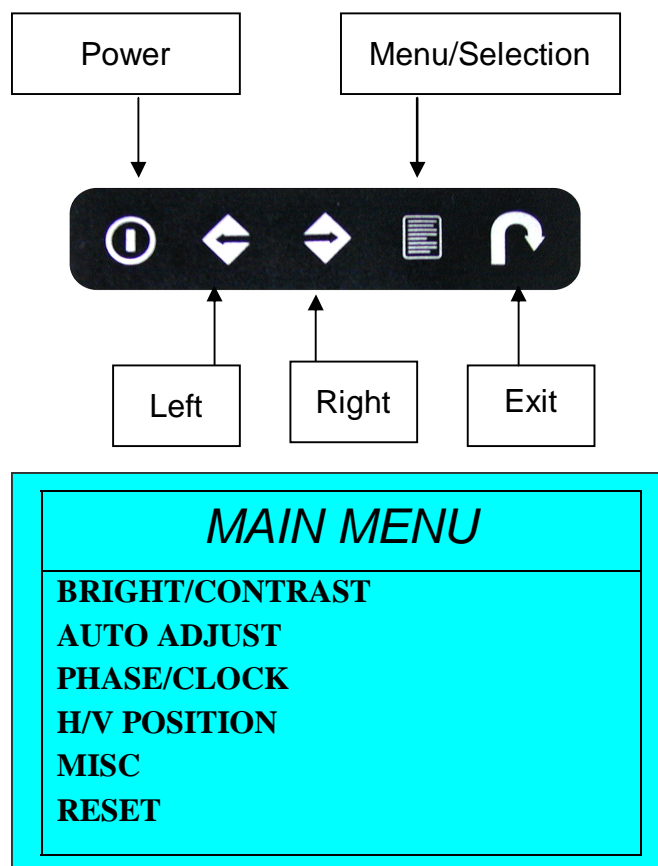 Power
Menu/Selection
Left
Right
Exit
MAIN MENU
BRIGHT/CONTRAST
AUTO ADJUST
PHASE/CLOCK
H/V POSITION
MISC
RESET